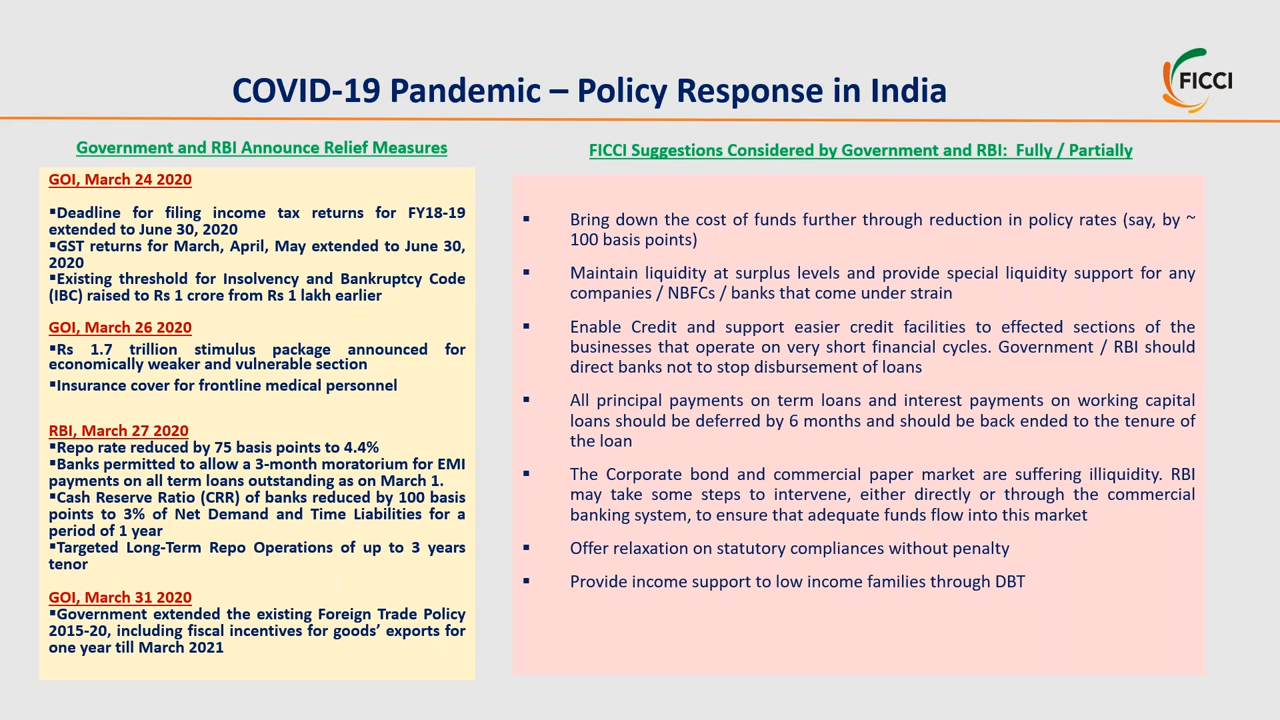 COVID-19 Pandemic – Policy Response in India
FICCI
Government and RBI Announce Relief Measures
GOI, March 24 2020
▪Deadline for filing income tax returns for FY18-19
extended to June 30, 2020
▪GST returns for March, April, May extended to June 30,
2020
▪Existing threshold for Insolvency and Bankruptcy Code
(IBC) raised to Rs 1 crore from Rs 1 lakh earlier
GOI, March 26 2020
▪Rs 1.7 trillion stimulus package announced for
economically weaker and vulnerable section
▪Insurance cover for frontline medical personnel
RBI, March 27 2020
▪Repo rate reduced by 75 basis points to 4.4%
▪Banks permitted to allow a 3-month moratorium for EMI
payments on all term loans outstanding as on March 1.
▪Cash Reserve Ratio (CRR) of banks reduced by 100 basis
points to 3% of Net Demand and Time Liabilities for a
period of 1 year
▪Targeted Long-Term Repo Operations of up to 3 years
tenor
GOI, March 31 2020
▪Government extended the existing Foreign Trade Policy
2015-20, including fiscal incentives for goods’ exports for
one year till March 2021
FICCI Suggestions Considered by Government and RBI: Fully / Partially
▪ Bring down the cost of funds further through reduction in policy rates (say, by ~
100 basis points)
▪ Maintain liquidity at surplus levels and provide special liquidity support for any
companies / NBFCs / banks that come under strain
▪ Enable Credit and support easier credit facilities to effected sections of the
businesses that operate on very short financial cycles. Government / RBI should
direct banks not to stop disbursement of loans
▪ All principal payments on term loans and interest payments on working capital
loans should be deferred by 6 months and should be back ended to the tenure of
the loan
▪ The Corporate bond and commercial paper market are suffering illiquidity. RBI
may take some steps to intervene, either directly or through the commercial
banking system, to ensure that adequate funds flow into this market
▪ Offer relaxation on statutory compliances without penalty
▪ Provide income support to low income families through DBT